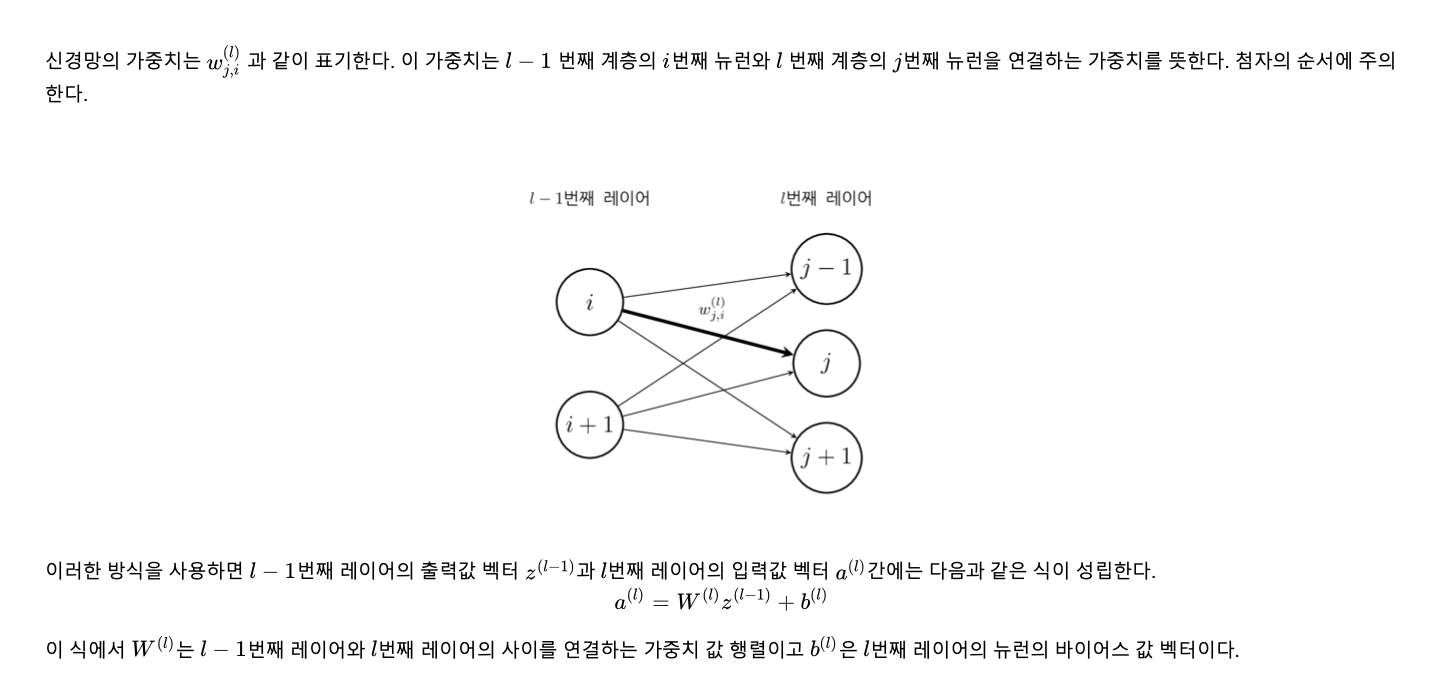 신경망의 가중치는 $w_{j,i}^{(l)}$ 과 같이 표기한다. 이 가중치는 $l-1$ 번째 계층의 $i$번째 뉴런와 $l$ 번째 계층의 $j$번째 뉴런을 연결하는 가중치를 뜻한다. 첨자의 순서에 주의
한다.
$l-1$번째 레이어 $l$번째 레이어
$j-1$
$i$
$w_{j,i}^{(l)}$
$j$
$i+1$
$j+1$
이러한 방식을 사용하면 $l-1$번째 레이어의 출력값 벡터 $z^{(l-1)}$과 $l$번째 레이어의 입력값 벡터 $a^{(l)}$간에는 다음과 같은 식이 성립한다.
$a^{(l)} = W^{(l)}z^{(l-1)} + b^{(l)}$
이 식에서 $W^{(l)}$는 $l-1$번째 레이어와 $l$번째 레이어의 사이를 연결하는 가중치 값 행렬이고 $b^{(l)}$은 $l$번째 레이어의 뉴런의 바이어스 값 벡터이다.